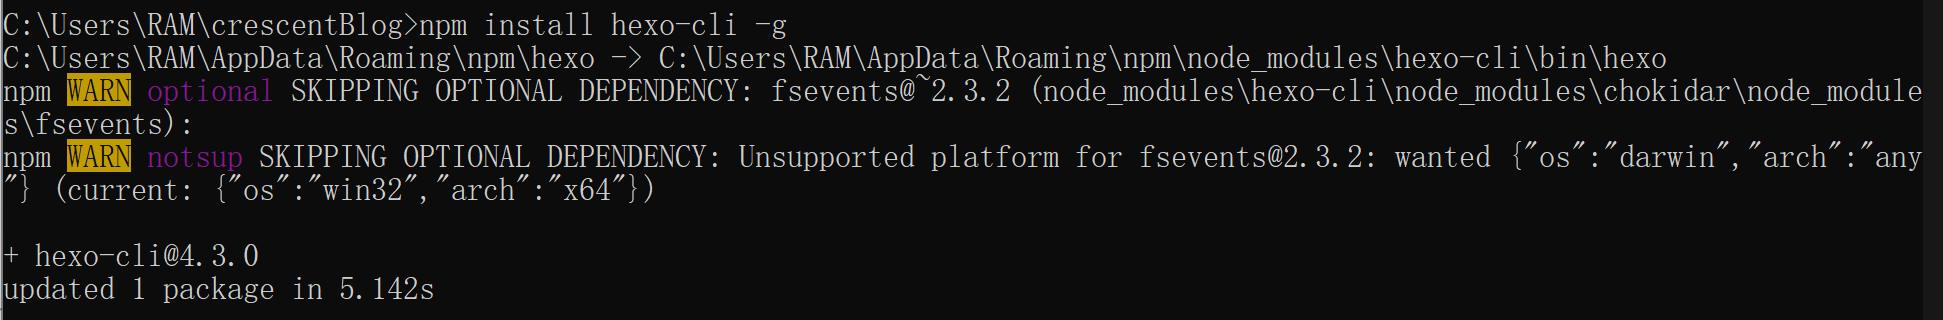 C:\Users\RAM\crescentBlog>npm install hexo-cli -g
C:\Users\RAM\AppData\Roaming\npm\hexo -> C:\Users\RAM\AppData\Roaming\npm\node_modules\hexo-cli\bin\hexo
npm WARN optional SKIPPING OPTIONAL DEPENDENCY: fsevents@~2.3.2 (node_modules\hexo-cli\node_modules\chokidar\node_module
s\fsevents):
npm WARN notsup SKIPPING OPTIONAL DEPENDENCY: Unsupported platform for fsevents@2.3.2: wanted {"os":"darwin","arch":"any
"} (current: {"os":"win32","arch":"x64"})
+ hexo-cli@4.3.0
updated 1 package in 5.142s